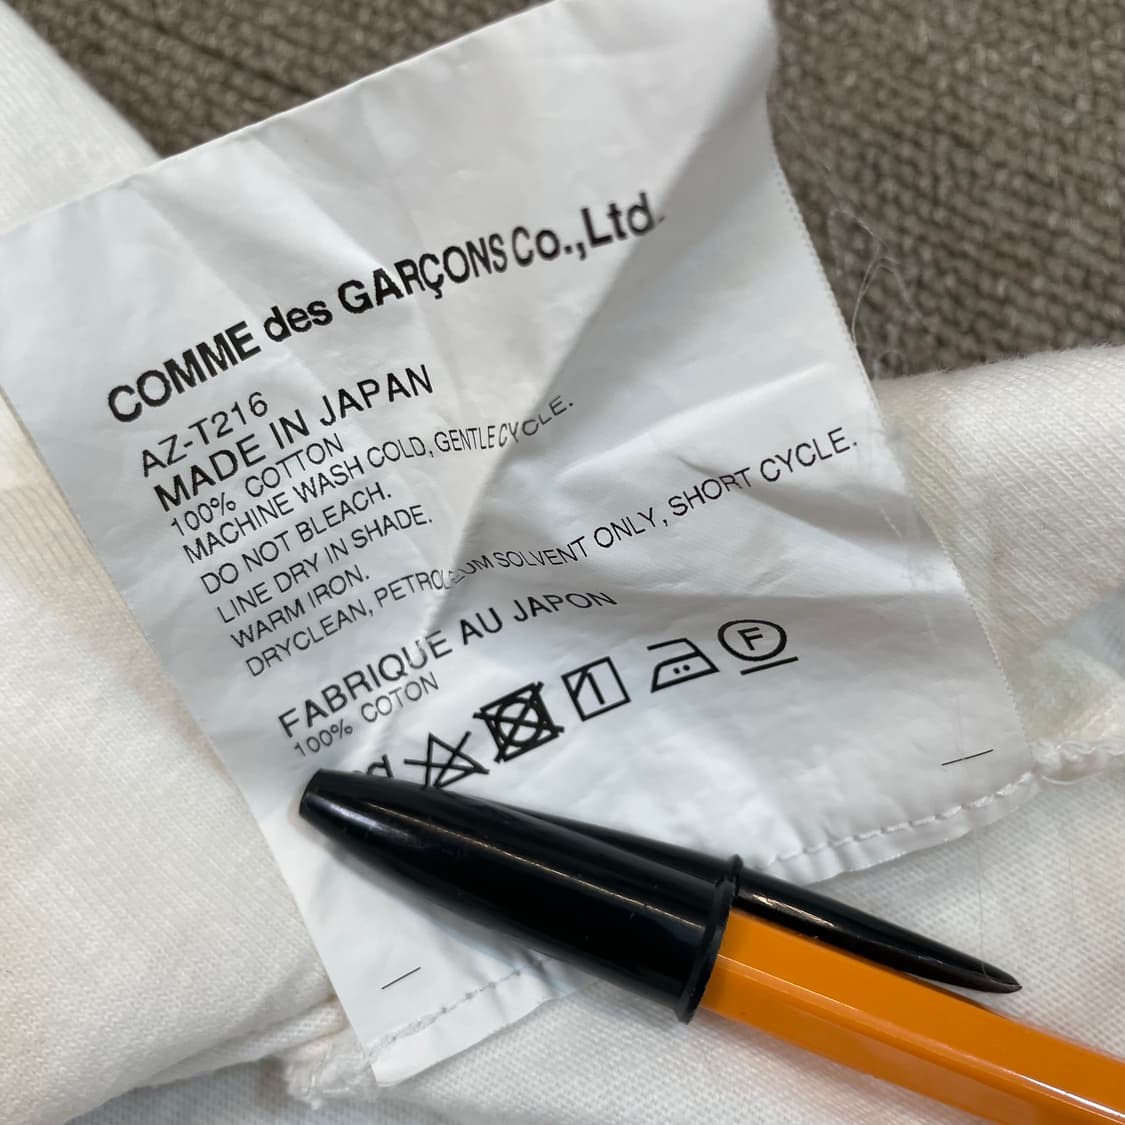 COMME des GARÇONS Co.,Ltd.
AZ-T216
MADE IN JAPAN
100% COTTON
MACHINE WASH COLD, GENTLE CYCLE.
DO NOT BLEACH.
LINE DRY IN SHADE.
WARM IRON.
DRYCLEAN, PETROLEUM SOLVENT ONLY, SHORT CYCLE.
FABRIQUE AU JAPON
100% COTON
F